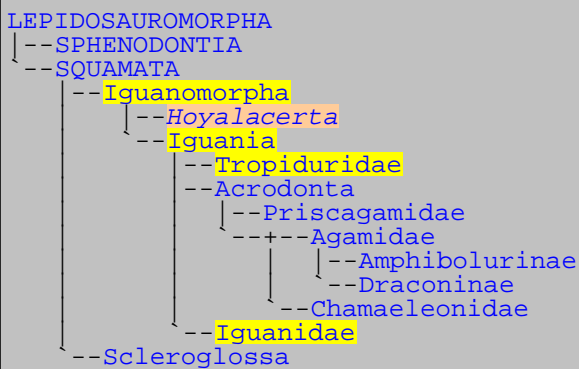 LEPIDOSAUROMORPHA
|--SPHENODONTIA
`--SQUAMATA
   |--Iguanomorpha
   |  |--Hoyalacerta
   |  `--Iguania
   |     |--Tropiduridae
   |     |--Acrodonta
   |     |  |--Priscagamidae
   |     |  `--+--Agamidae
   |     |     |  |--Amphibolurinae
   |     |     |  `--Draconinae
   |     |     `--Chamaeleonidae
   |     `--Iguanidae
   `--Scleroglossa